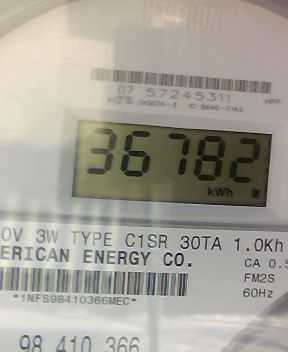 CENTRON
07 57245311
36782
kWh
0V 3W TYPE C1SR 30TA 1.0Kh
ERICAN ENERGY CO.
CA 0.5
FM2S
60Hz
*1NFS98410366MEC*
98 410 366